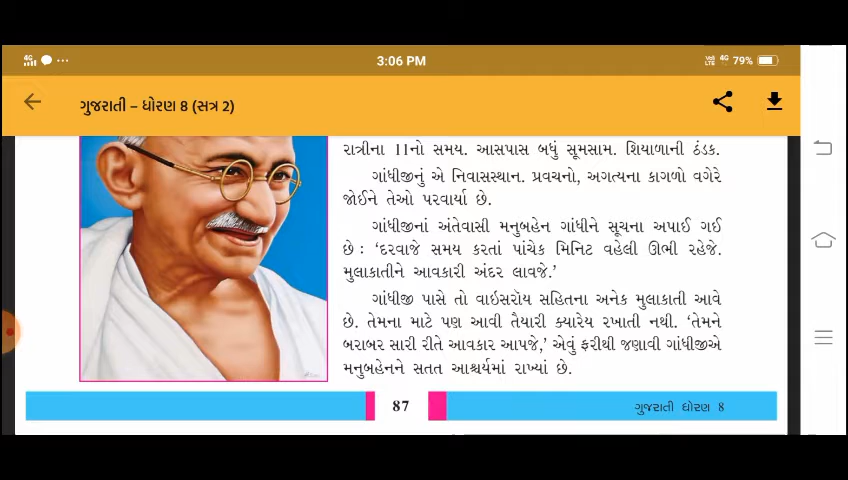 3:06 PM
4G 79%
ગુજરાતી – ધોરણ 8 (સત્ર 2)
રાત્રીના 11નો સમય. આસપાસ બધું સૂમસામ. શિયાળાની ઠંડક.
ગાંધીજીનું એ નિવાસસ્થાન. પ્રવચનો, અગત્યના કાગળો વગેરે
જોઈને તેઓ પરવાર્યા છે.
ગાંધીજીનાં અંતેવાસી મનુબહેન ગાંધીને સૂચના અપાઈ ગઈ
છે : ‘દરવાજે સમય કરતાં પાંચેક મિનિટ વહેલી ઊભી રહેજે.
મુલાકાતીને આવકારી અંદર લાવજે.’
ગાંધીજી પાસે તો વાઇસરૉય સહિતના અનેક મુલાકાતી આવે
છે. તેમના માટે પણ આવી તૈયારી ક્યારેય રખાતી નથી. ‘તેમને
બરાબર સારી રીતે આવકાર આપજે,’ એવું ફરીથી જણાવી ગાંધીજીએ
મનુબહેનને સતત આશ્ચર્યમાં રાખ્યાં છે.
87
ગુજરાતી ધોરણ 8